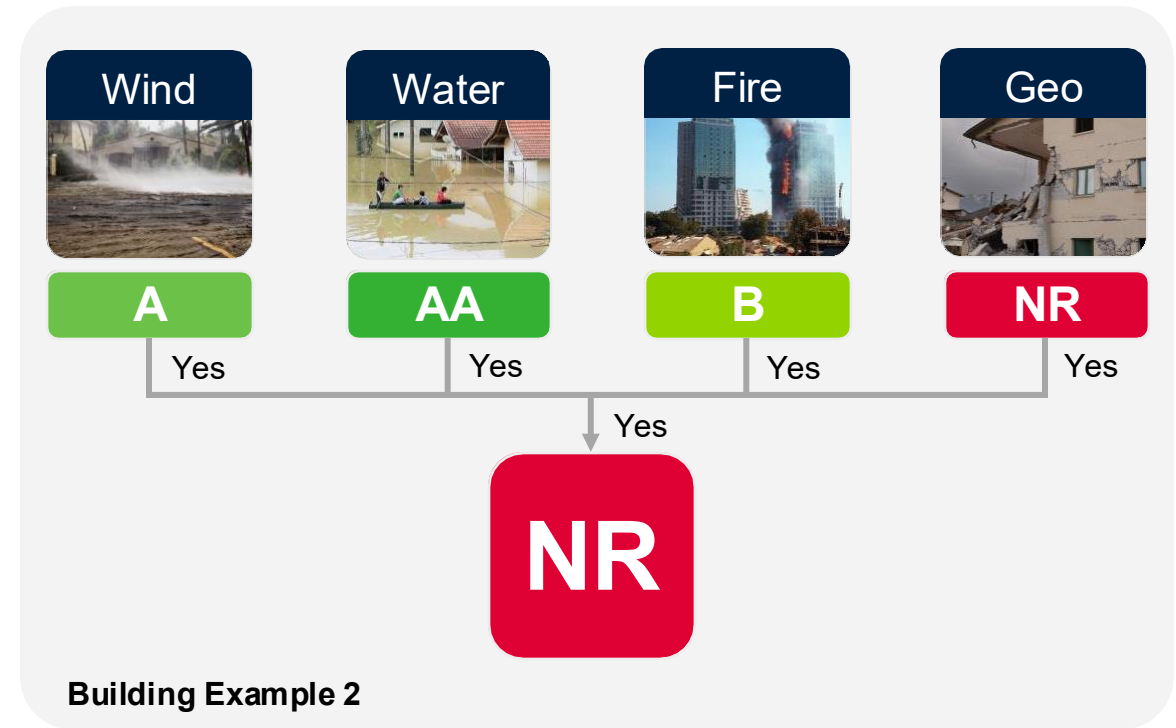 Wind
Water
Fire
Geo
A
AA
B
NR
Yes
Yes
Yes
Yes
Yes
NR
Building Example 2